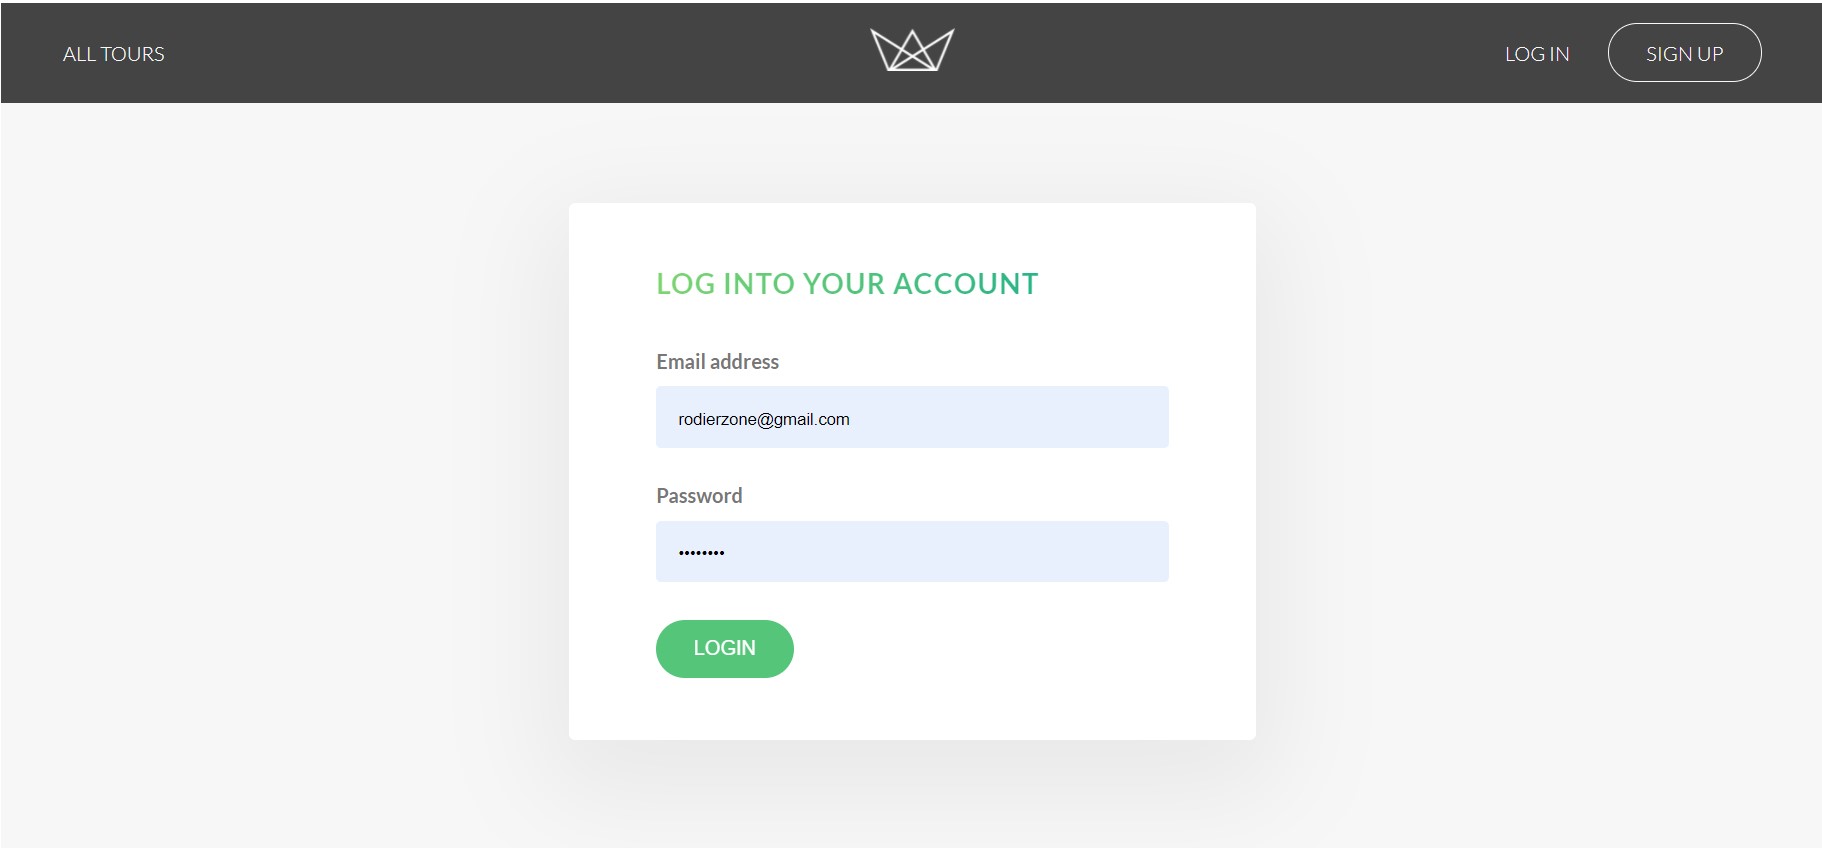 ALL TOURS
LOG IN
SIGN UP
LOG INTO YOUR ACCOUNT
Email address
rodierzone@gmail.com
Password
••••••••
LOGIN